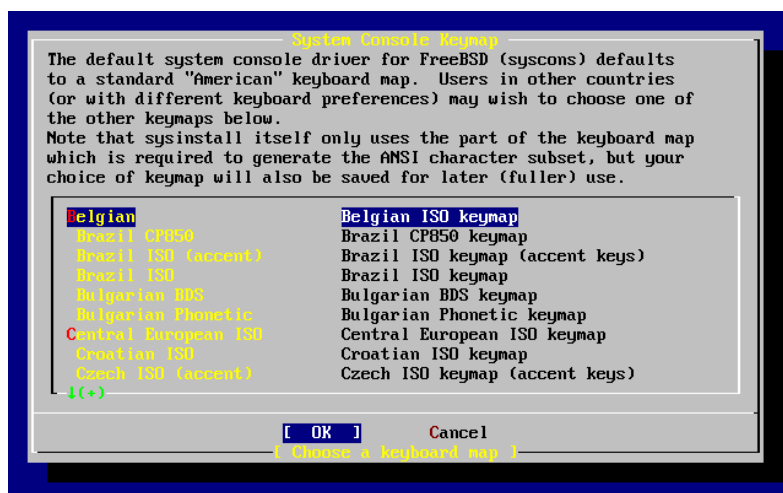 System Console Keymap
The default system console driver for FreeBSD (syscons) defaults
to a standard "American" keyboard map.  Users in other countries
(or with different keyboard preferences) may wish to choose one of
the other keymaps below.
Note that sysinstall itself only uses the part of the keyboard map
which is required to generate the ANSI character subset, but your
choice of keymap will also be saved for later (fuller) use.
Belgian Belgian ISO keymap
Brazil CP850 Brazil CP850 keymap
Brazil ISO (accent) Brazil ISO keymap (accent keys)
Brazil ISO Brazil ISO keymap
Bulgarian BDS Bulgarian BDS keymap
Bulgarian Phonetic Bulgarian Phonetic keymap
Central European ISO Central European ISO keymap
Croatian ISO Croatian ISO keymap
Czech ISO (accent) Czech ISO keymap (accent keys)
↓(+)
[ OK ] Cancel
[ Choose a keyboard map ]